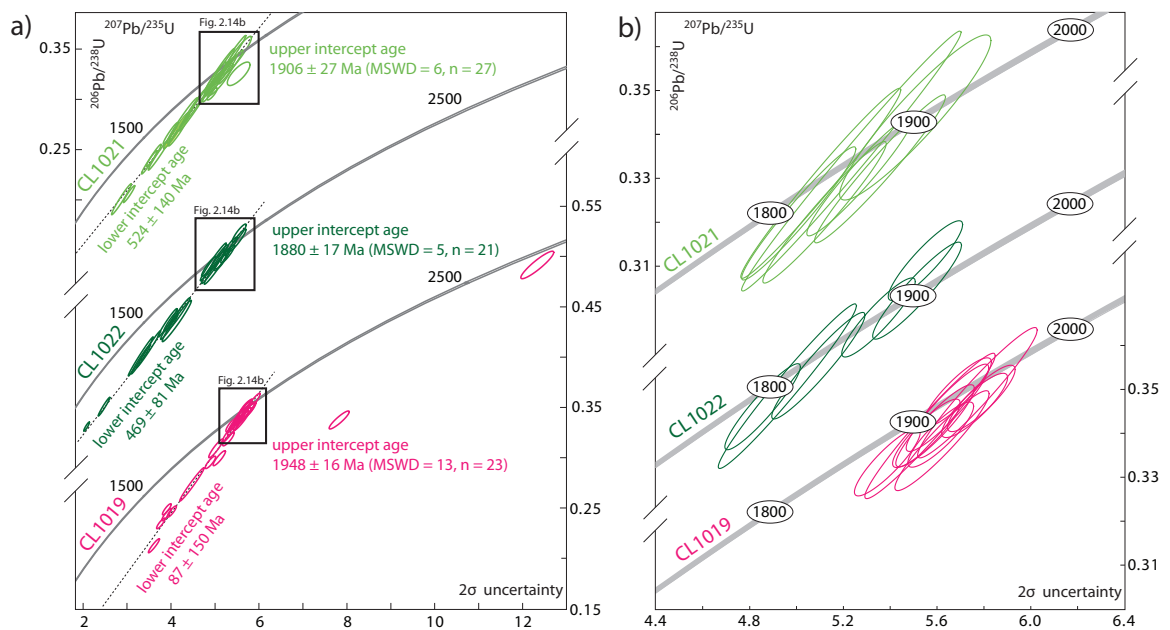 a)
²⁰⁷Pb/²³⁵U
²⁰⁶Pb/²³⁸U
0.35
0.25
Fig. 2.14b
upper intercept age
1906 ± 27 Ma (MSWD = 6, n = 27)
1500
2500
CL1021
lower intercept age
524 ± 140 Ma
0.55
Fig. 2.14b
upper intercept age
1880 ± 17 Ma (MSWD = 5, n = 21)
1500
2500
CL1022
lower intercept age
469 ± 81 Ma
0.45
Fig. 2.14b
0.35
upper intercept age
1948 ± 16 Ma (MSWD = 13, n = 23)
1500
CL1019
lower intercept age
87 ± 150 Ma
0.25
2σ uncertainty
0.15
2 3 4 6 8 10 12
b)
²⁰⁷Pb/²³⁵U
²⁰⁶Pb/²³⁸U
2000
0.35
1900
0.33
1800
0.31
CL1021
2000
1900
1800
CL1022
2000
0.35
1900
0.33
1800
CL1019
0.31
2σ uncertainty
4.4 4.8 5.2 5.6 6.0 6.4